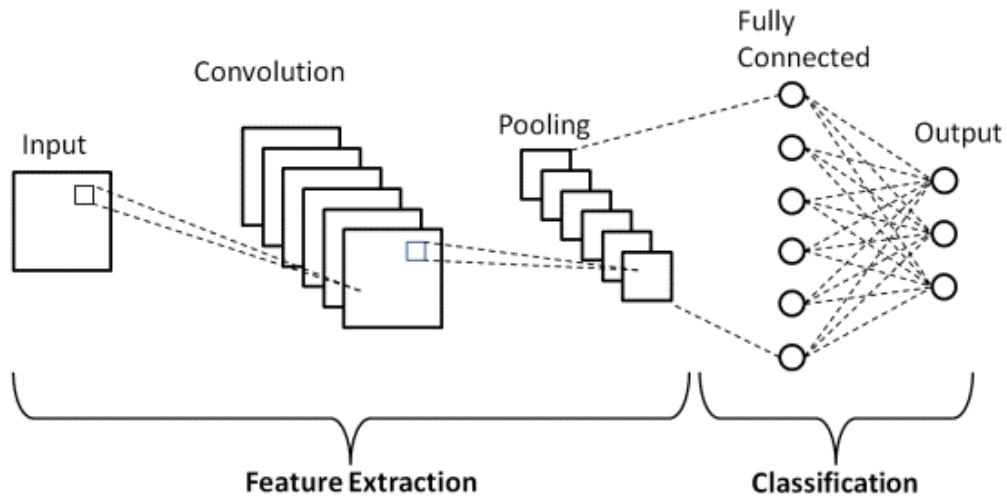 Input
Convolution
Pooling
Fully
Connected
Output
Feature Extraction
Classification